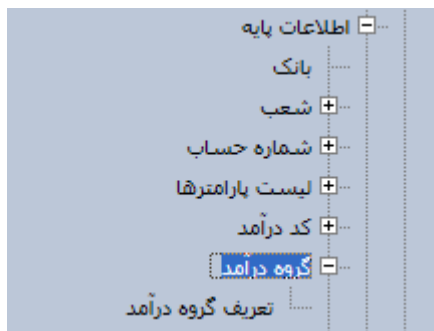 اطلاعات پایه
بانک
شعب
شماره حساب
لیست پارامترها
کد درآمد
گروه درآمد
تعریف گروه درآمد